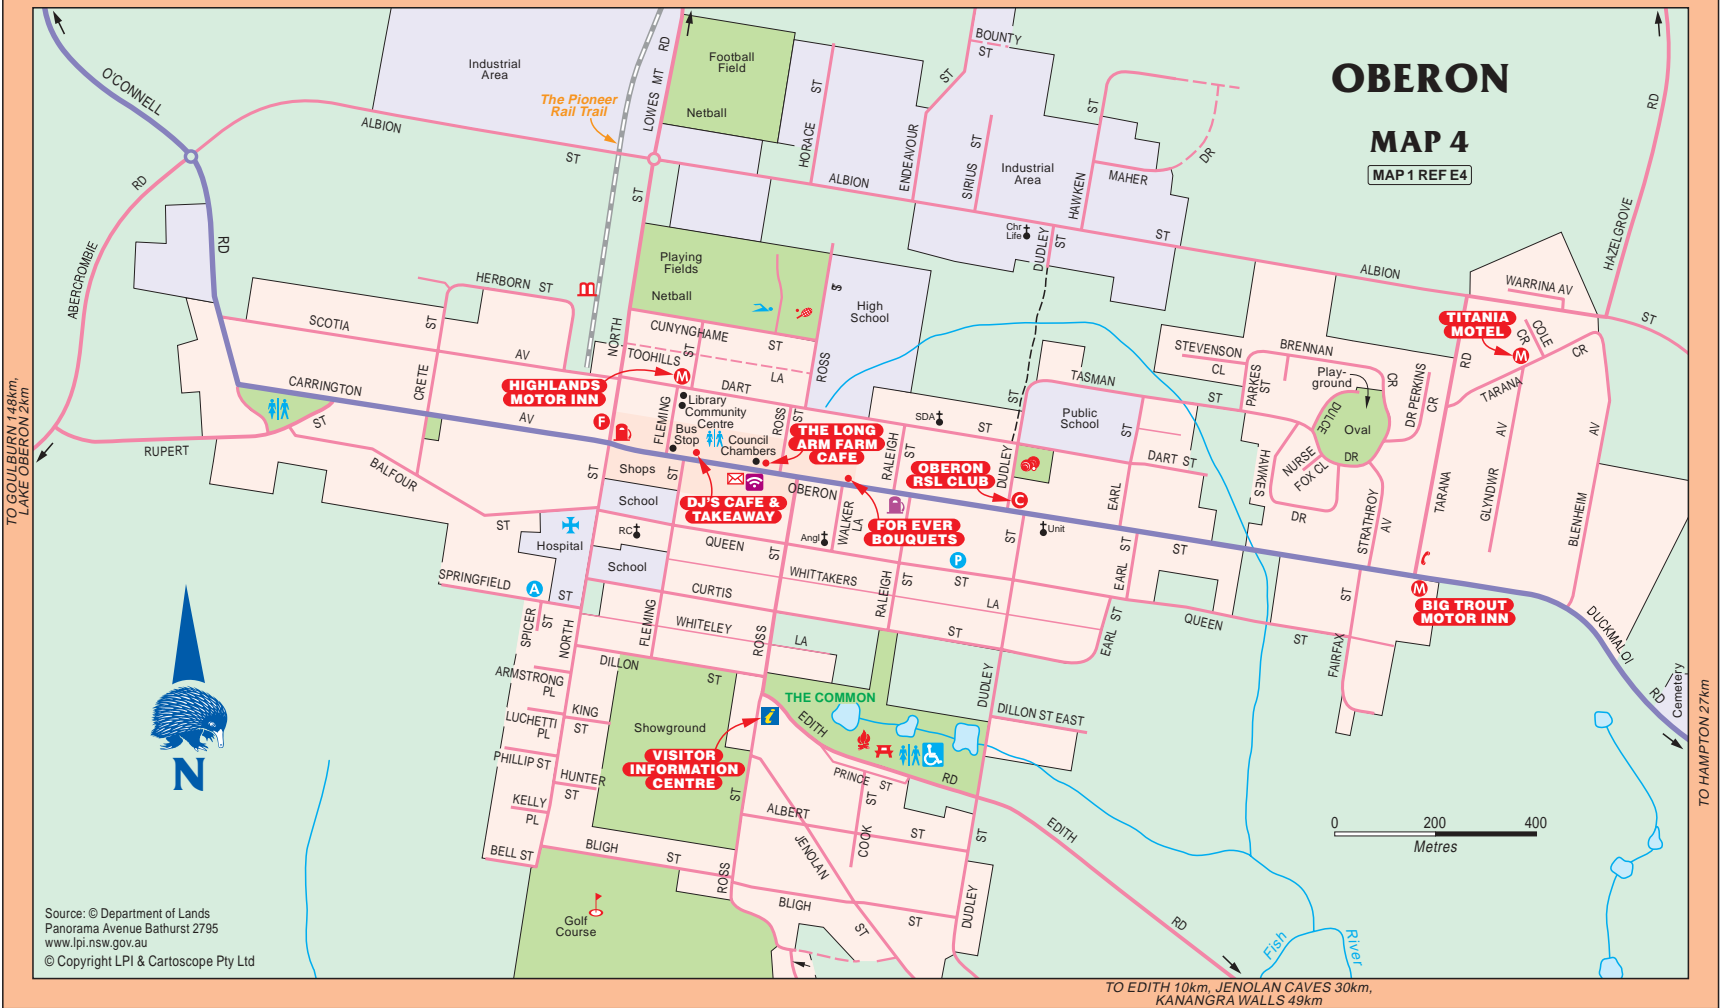 OBERON
MAP 4
MAP 1 REF E4
O'CONNELL
RD
Industrial
Area
The Pioneer
Rail Trail
LOWES MT RD
Football
Field
Netball
HORACE ST
ENDEAVOUR ST
BOUNTY
ST
SIRIUS ST
Industrial
Area
HAWKEN ST
MAHER
DR
HAZELGROVE RD
ALBION
ST
ALBION
ST
ALBION
ST
ABERCROMBIE RD
Chr
Life
DUDLEY ST
WARRINA AV
TITANIA
MOTEL
COLE CR
TARANA CR
HERBORN ST
SCOTIA
AV
CRETE ST
CARRINGTON
AV
NORTH ST
Playing
Fields
Netball
High
School
$
CUNYNGHAME
ST
TOOHILLS
LA
DART
ST
ROSS ST
HIGHLANDS
MOTOR INN
M
F
Library
Community
Centre
FLEMING ST
Bus
Stop
Council
Chambers
THE LONG
ARM FARM
CAFE
SDA
RALEIGH ST
OBERON
RSL CLUB
C
DUDLEY ST
TASMAN
ST
Public
School
ST
DART ST
EARL ST
STEVENSON
CL
BRENNAN
CR
PARKES ST
Play-
ground
DULCE
Oval
DR
NURSE
FOX CL
HAWKES
DR
STRATHROY AV
DR PERKINS CR
TARANA RD
GLYNDWR AV
BLENHEIM AV
M
RUPERT
ST
BALFOUR
ST
Shops
School
RC
School
DJ'S CAFE &
TAKEAWAY
OBERON
ST
WALKER LA
Angl
FOR EVER
BOUQUETS
Unit
P
Hospital
A
SPRINGFIELD
ST
QUEEN
ST
WHITTAKERS
LA
CURTIS
ST
WHITELEY
LA
EARL ST
QUEEN
ST
FAIRFAX ST
M
BIG TROUT
MOTOR INN
DUCKMALOI
RD
Cemetery
SPICER ST
NORTH
FLEMING
ROSS ST
RALEIGH ST
EARL ST
DILLON
ST
ARMSTRONG
PL
LUCHETTI
PL
KING
ST
PHILLIP ST
HUNTER
ST
KELLY
PL
BELL ST
Showground
THE COMMON
i
VISITOR
INFORMATION
CENTRE
EDITH
RD
DUDLEY ST
DILLON ST EAST
PRINCE ST
ALBERT
ST
COOK ST
JENOLAN
ST
BLIGH
ST
ROSS ST
BLIGH
ST
DUDLEY
EDITH
RD
Golf
Course
Fish
River
N
0 200 400
Metres
Source: © Department of Lands
Panorama Avenue Bathurst 2795
www.lpi.nsw.gov.au
© Copyright LPI & Cartoscope Pty Ltd
TO GOULBURN 148km,
LAKE OBERON 2km
TO HAMPTON 27km
TO EDITH 10km, JENOLAN CAVES 30km,
KANANGRA WALLS 49km